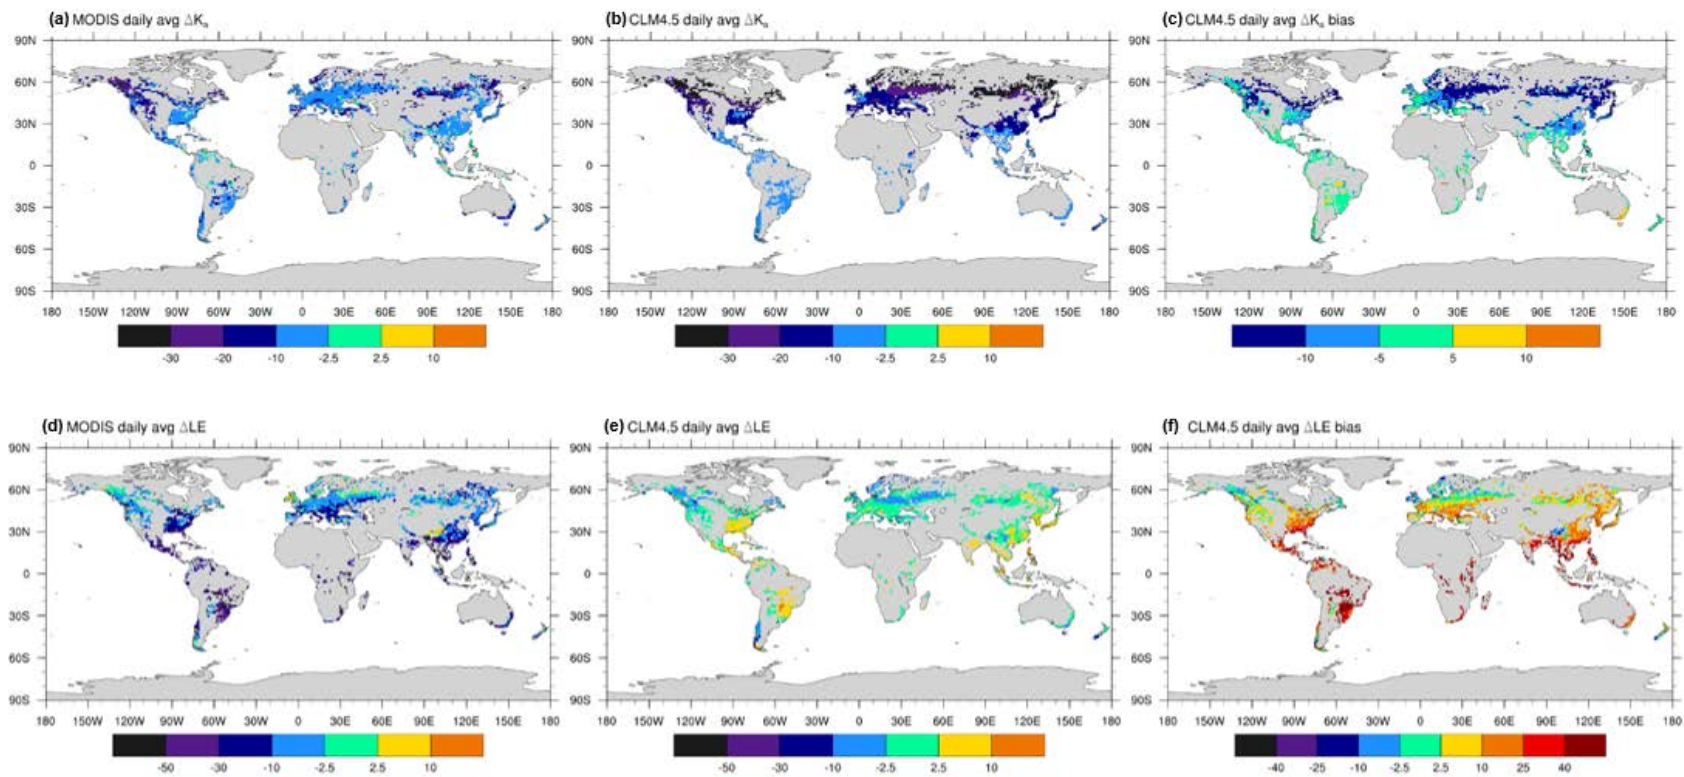 (a) MODIS daily avg ΔKₐ
(b) CLM4.5 daily avg ΔKₐ
(c) CLM4.5 daily avg ΔKₐ bias
90N 90N 90N
60N 60N 60N
30N 30N 30N
0 0 0
30S 30S 30S
60S 60S 60S
90S 90S 90S
180 150W 120W 90W 60W 30W 0 30E 60E 90E 120E 150E 180 150W 120W 90W 60W 30W 0 30E 60E 90E 120E 150E 180 150W 120W 90W 60W 30W 0 30E 60E 90E 120E 150E 180
-30 -20 -10 -2.5 2.5 10
-30 -20 -10 -2.5 2.5 10
-10 -5 5 10
(d) MODIS daily avg ΔLE
(e) CLM4.5 daily avg ΔLE
(f) CLM4.5 daily avg ΔLE bias
90N 90N 90N
60N 60N 60N
30N 30N 30N
0 0 0
30S 30S 30S
60S 60S 60S
90S 90S 90S
180 150W 120W 90W 60W 30W 0 30E 60E 90E 120E 150E 180 150W 120W 90W 60W 30W 0 30E 60E 90E 120E 150E 180 150W 120W 90W 60W 30W 0 30E 60E 90E 120E 150E 180
-50 -30 -10 -2.5 2.5 10
-50 -30 -10 -2.5 2.5 10
-40 -25 -10 -2.5 2.5 10 25 40